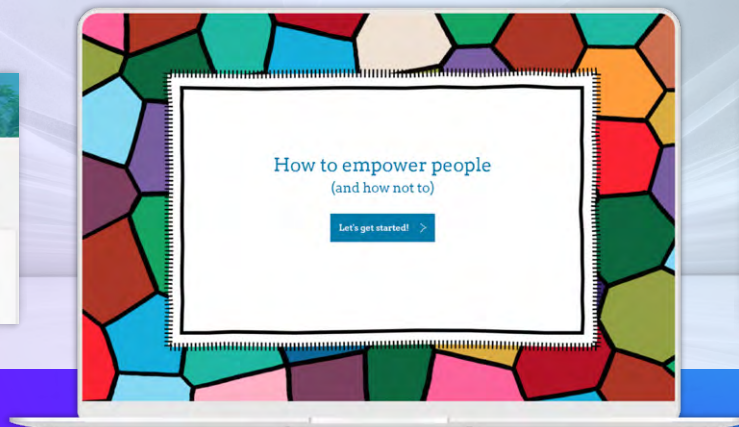 How to empower people
(and how not to)
Let's get started!